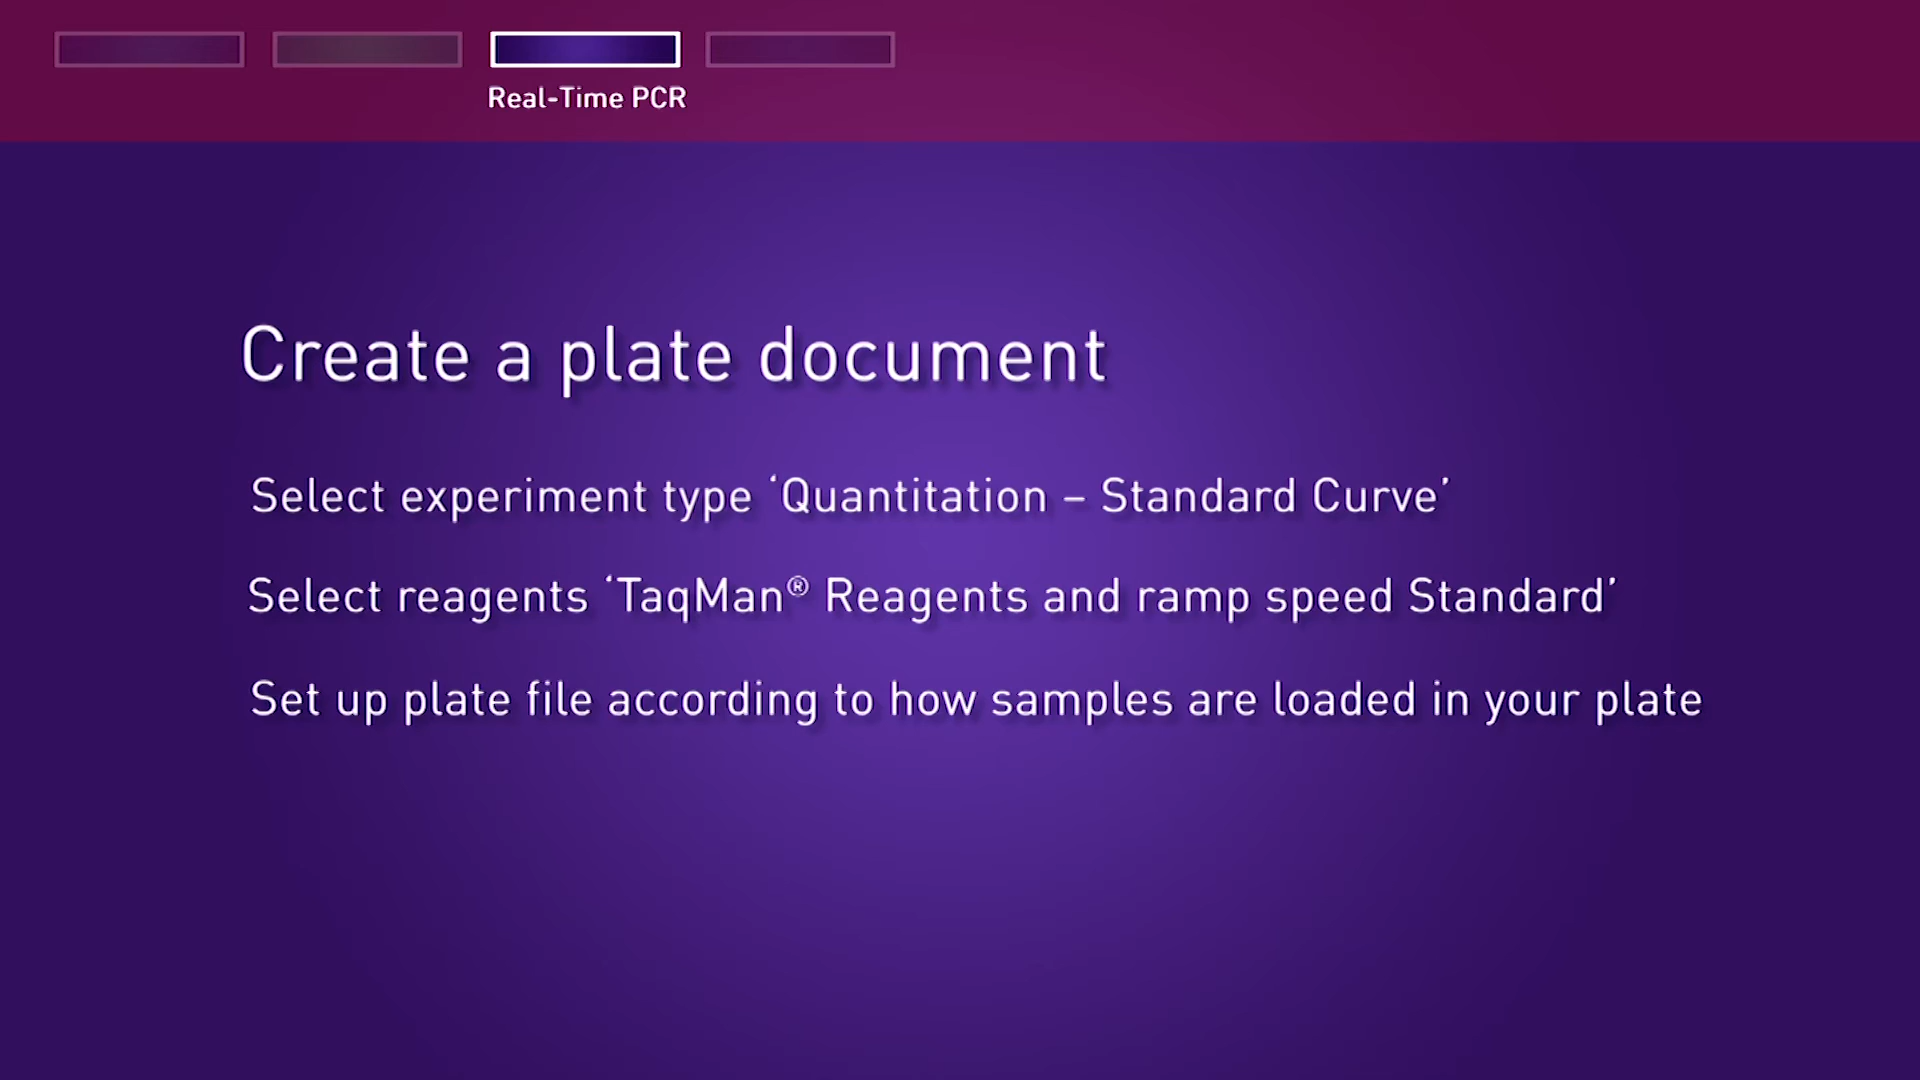 Real-Time PCR
Create a plate document
Select experiment type ‘Quantitation – Standard Curve’
Select reagents ‘TaqMan® Reagents and ramp speed Standard’
Set up plate file according to how samples are loaded in your plate